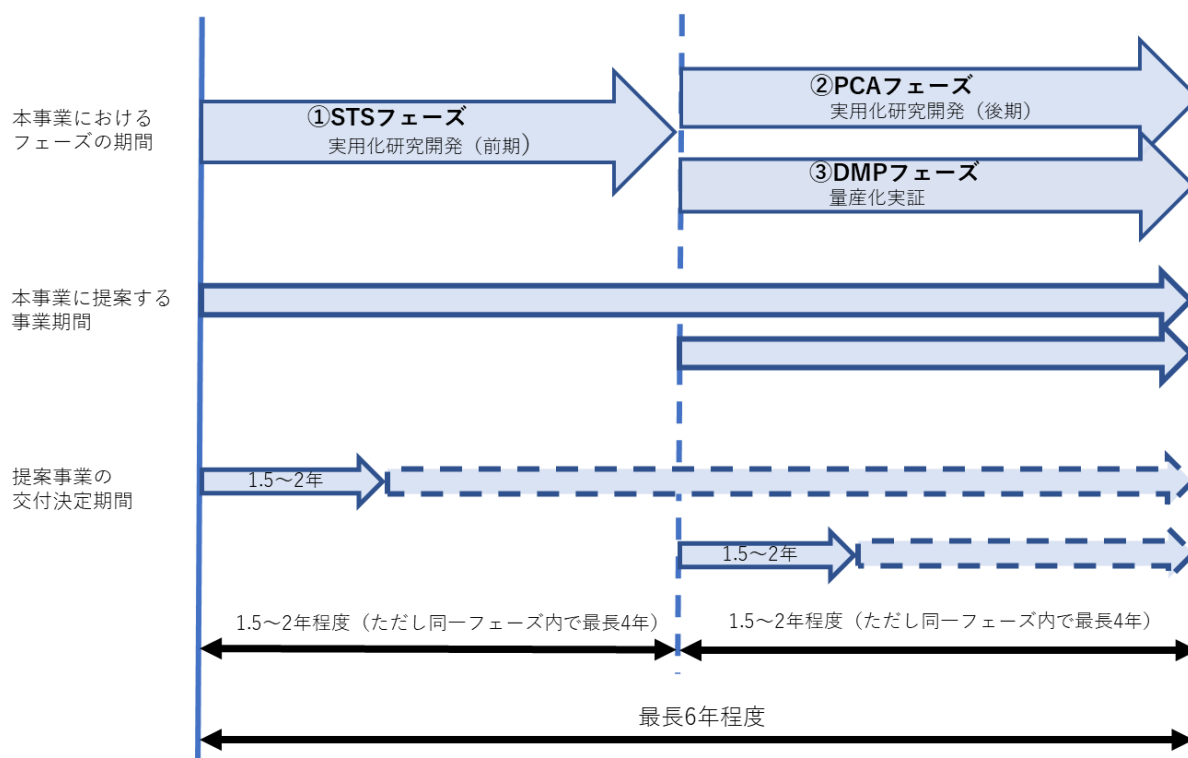 本事業における
フェーズの期間
①STSフェーズ
実用化研究開発（前期）
②PCAフェーズ
実用化研究開発（後期）
③DMPフェーズ
量産化実証
本事業に提案する
事業期間
提案事業の
交付決定期間
1.5～2年
1.5～2年
1.5～2年程度（ただし同一フェーズ内で最長4年）
1.5～2年程度（ただし同一フェーズ内で最長4年）
最長6年程度